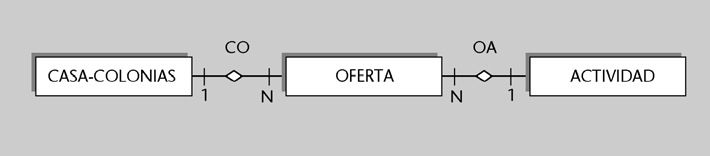 CO OA
CASA-COLONIAS OFERTA ACTIVIDAD
1 N N 1